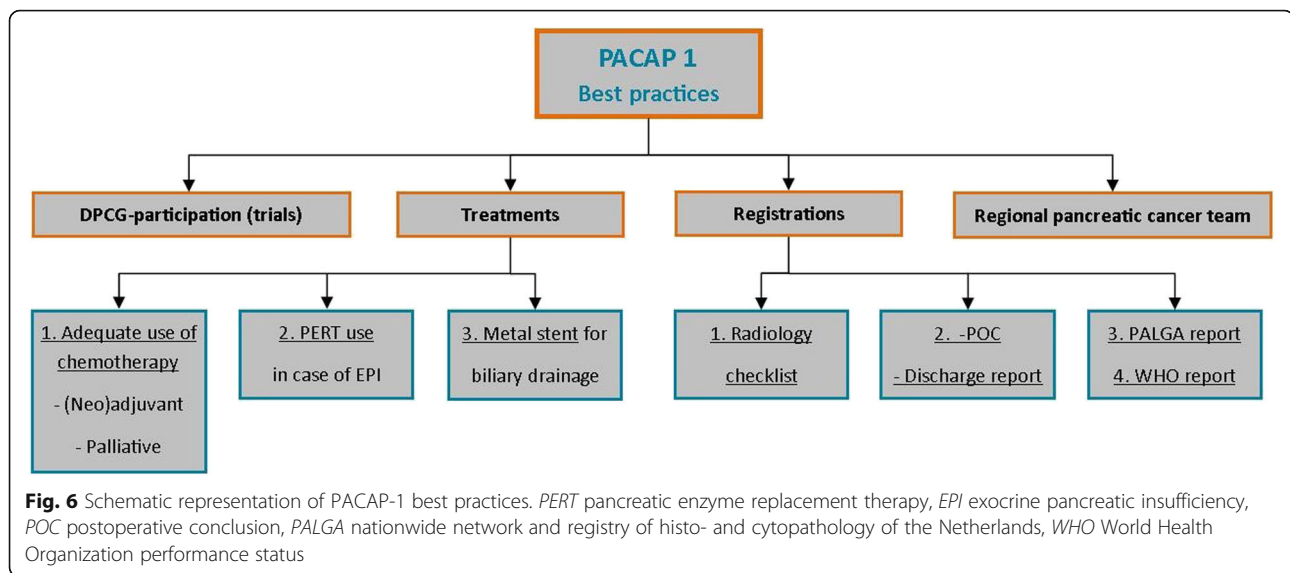 PACAP 1
Best practices
DPCG-participation (trials)
Treatments
Registrations
Regional pancreatic cancer team
1. Adequate use of
chemotherapy
- (Neo)adjuvant
- Palliative
2. PERT use
in case of EPI
3. Metal stent for
biliary drainage
1. Radiology
checklist
2. -POC
- Discharge report
3. PALGA report
4. WHO report
Fig. 6 Schematic representation of PACAP-1 best practices. PERT pancreatic enzyme replacement therapy, EPI exocrine pancreatic insufficiency,
POC postoperative conclusion, PALGA nationwide network and registry of histo- and cytopathology of the Netherlands, WHO World Health
Organization performance status